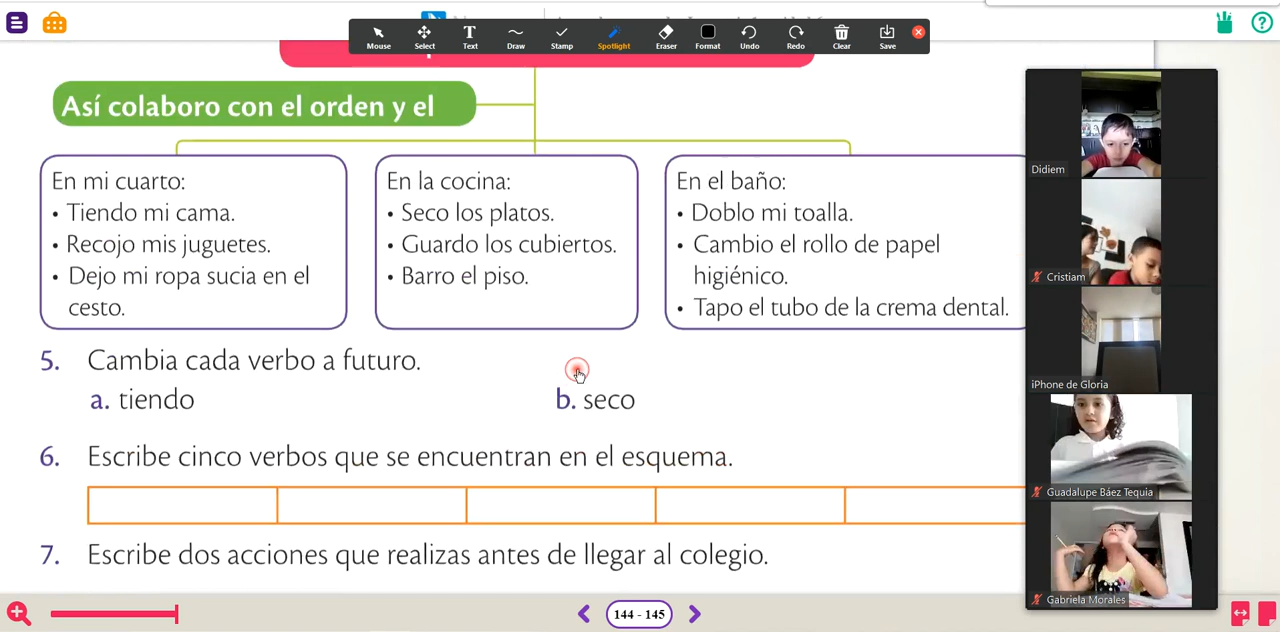 Mouse
Select
Text
Draw
Stamp
Spotlight
Eraser
Format
Undo
Redo
Clear
Save
Así colaboro con el orden y el
En mi cuarto:
• Tiendo mi cama.
• Recojo mis juguetes.
• Dejo mi ropa sucia en el
cesto.
En la cocina:
• Seco los platos.
• Guardo los cubiertos.
• Barro el piso.
En el baño:
• Doblo mi toalla.
• Cambio el rollo de papel
higiénico.
• Tapo el tubo de la crema dental.
5. Cambia cada verbo a futuro.
a. tiendo
b. seco
6. Escribe cinco verbos que se encuentran en el esquema.
7. Escribe dos acciones que realizas antes de llegar al colegio.
144 - 145
Didiem
Cristiam
iPhone de Gloria
Guadalupe Báez Tequia
Gabriela Morales